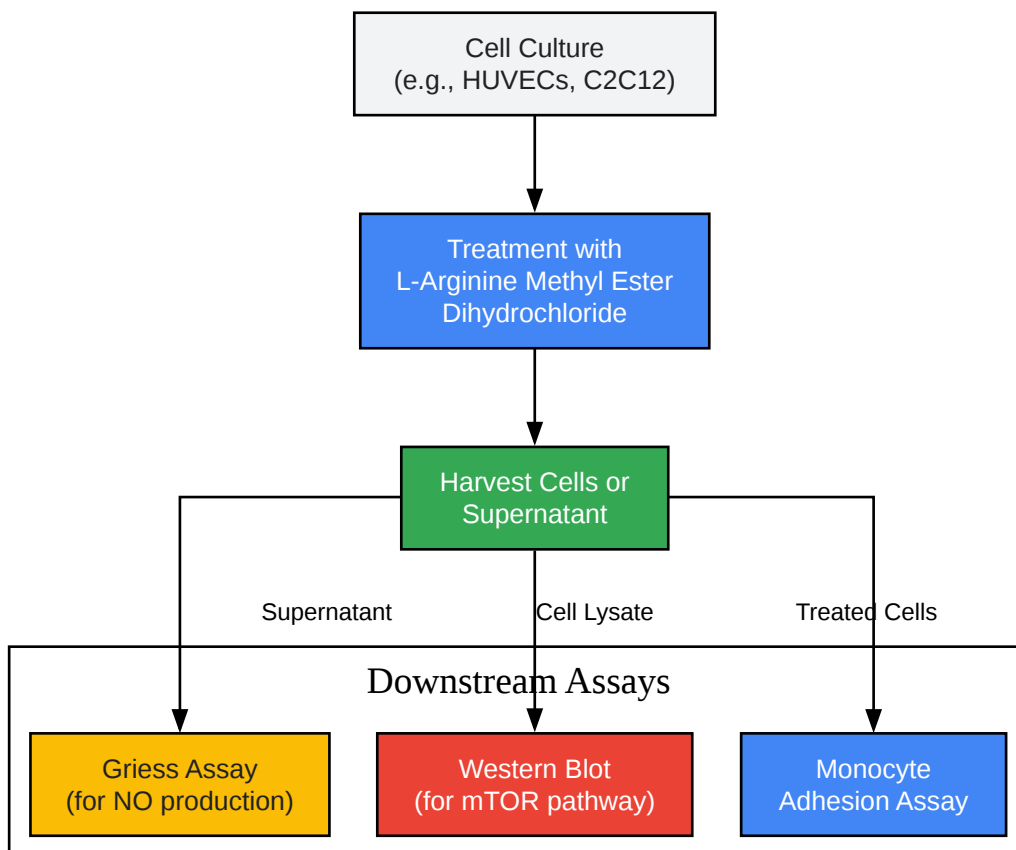 Cell Culture
(e.g., HUVECs, C2C12)
Treatment with
L-Arginine Methyl Ester
Dihydrochloride
Harvest Cells or
Supernatant
Supernatant
Cell Lysate
Treated Cells
Downstream Assays
Griess Assay
(for NO production)
Western Blot
(for mTOR pathway)
Monocyte
Adhesion Assay